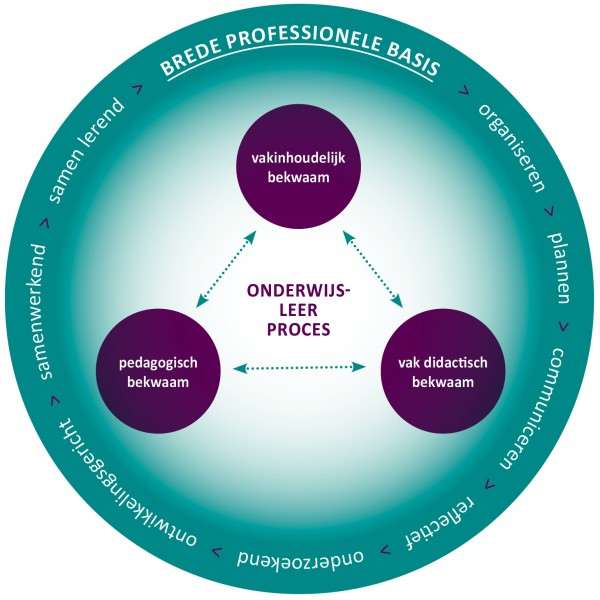 BREDE PROFESSIONELE BASIS
> organiseren > plannen > communiceren > reflectief > onderzoekend > ontwikkelingsgericht > samenwerkend > samen lerend >
vakinhoudelijk
bekwaam
ONDERWIJS-
LEER
PROCES
pedagogisch
bekwaam
vak didactisch
bekwaam